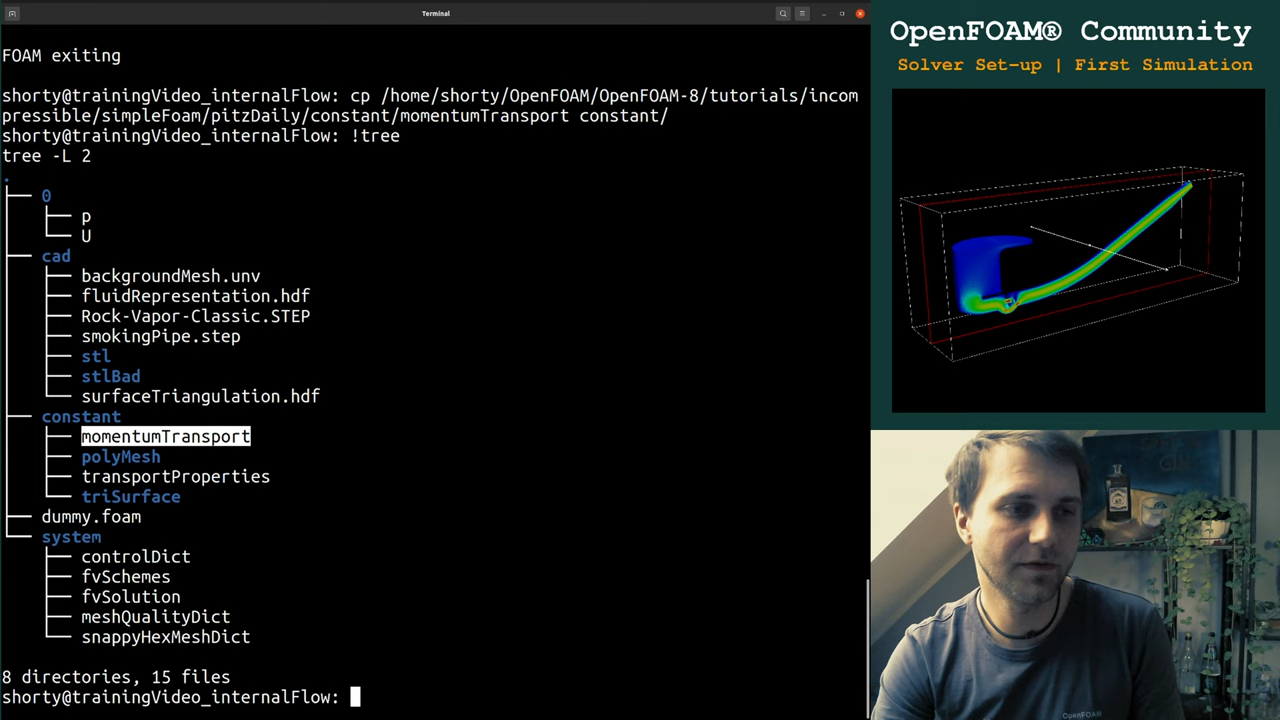 Terminal
FOAM exiting
shorty@trainingVideo_internalFlow: cp /home/shorty/OpenFOAM/OpenFOAM-8/tutorials/incom
pressible/simpleFoam/pitzDaily/constant/momentumTransport constant/
shorty@trainingVideo_internalFlow: !tree
tree -L 2
.
├── 0
│   ├── p
│   └── U
├── cad
│   ├── backgroundMesh.unv
│   ├── fluidRepresentation.hdf
│   ├── Rock-Vapor-Classic.STEP
│   ├── smokingPipe.step
│   ├── stl
│   ├── stlBad
│   └── surfaceTriangulation.hdf
├── constant
│   ├── momentumTransport
│   ├── polyMesh
│   ├── transportProperties
│   └── triSurface
├── dummy.foam
└── system
    ├── controlDict
    ├── fvSchemes
    ├── fvSolution
    ├── meshQualityDict
    └── snappyHexMeshDict
8 directories, 15 files
shorty@trainingVideo_internalFlow:
OpenFOAM® Community
Solver Set-up | First Simulation
OpenFOAM®